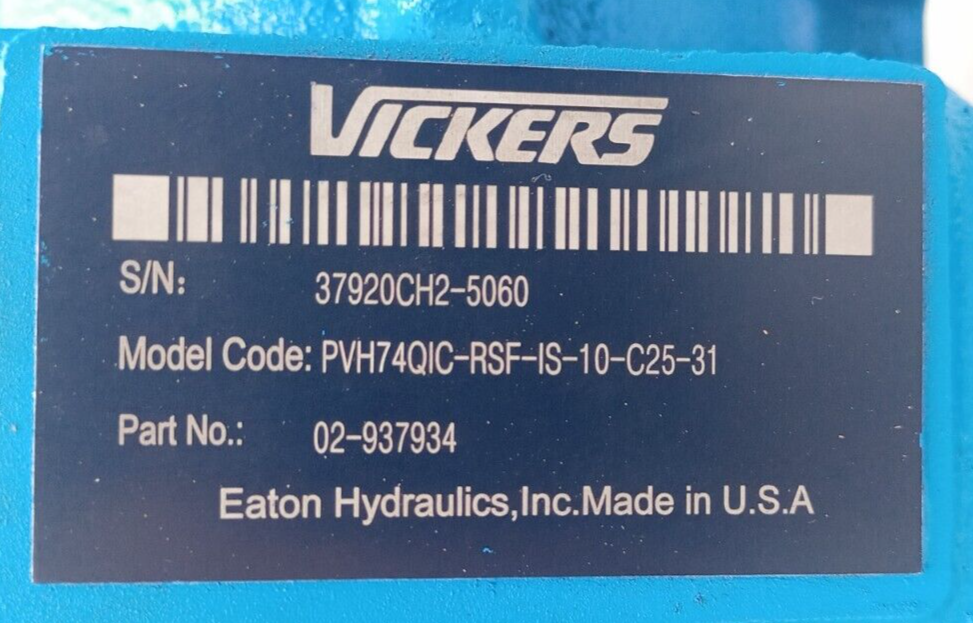 VICKERS
S/N: 37920CH2-5060
Model Code: PVH74QIC-RSF-IS-10-C25-31
Part No.: 02-937934
Eaton Hydraulics,Inc.Made in U.S.A